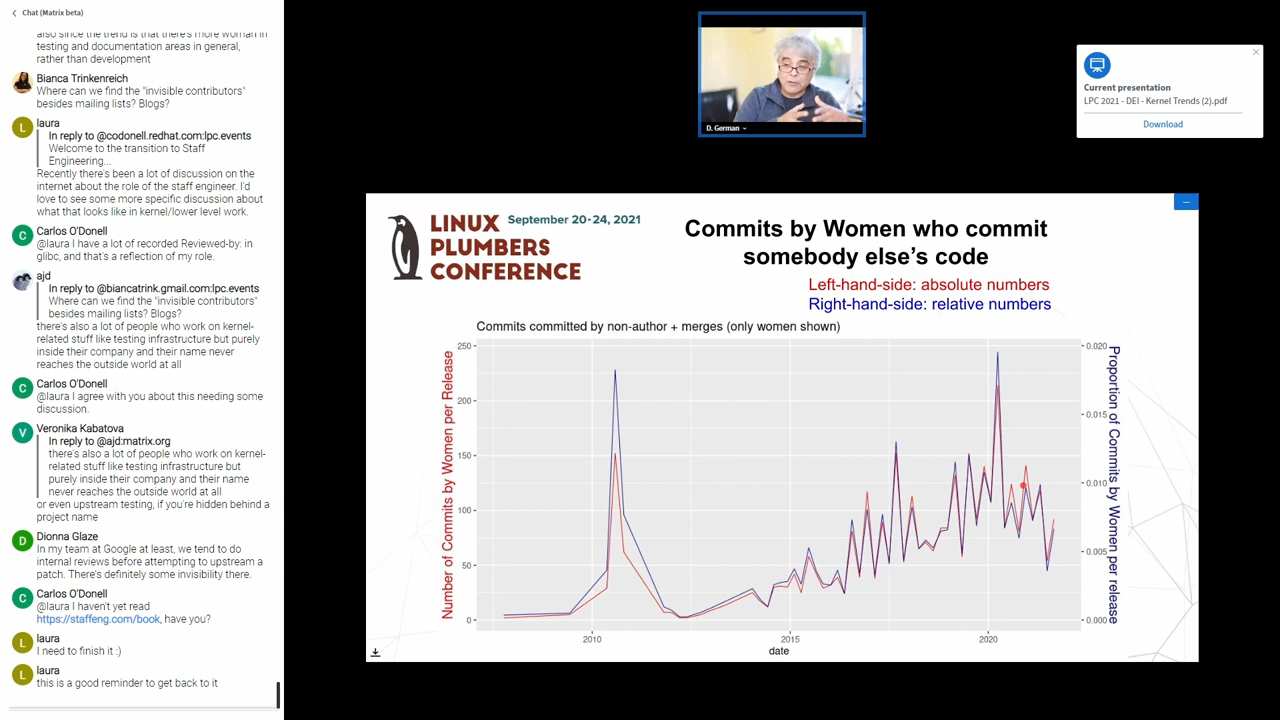 Chat (Matrix beta)
also since the trend is that there's more woman in
testing and documentation areas in general,
rather than development
Bianca Trinkenreich
Where can we find the "invisible contributors"
besides mailing lists? Blogs?
L
laura
In reply to @codonell.redhat.com:lpc.events
Welcome to the transition to Staff
Engineering...
Recently there's been a lot of discussion on the
internet about the role of the staff engineer. I'd
love to see some more specific discussion about
what that looks like in kernel/lower level work.
C
Carlos O'Donell
@laura I have a lot of recorded Reviewed-by: in
glibc, and that's a reflection of my role.
ajd
In reply to @biancatrink.gmail.com:lpc.events
Where can we find the "invisible contributors"
besides mailing lists? Blogs?
there's also a lot of people who work on kernel-
related stuff like testing infrastructure but purely
inside their company and their name never
reaches the outside world at all
C
Carlos O'Donell
@laura I agree with you about this needing some
discussion.
V
Veronika Kabatova
In reply to @ajd:matrix.org
there's also a lot of people who work on kernel-
related stuff like testing infrastructure but
purely inside their company and their name
never reaches the outside world at all
or even upstream testing, if you're hidden behind a
project name
D
Dionna Glaze
In my team at Google at least, we tend to do
internal reviews before attempting to upstream a
patch. There's definitely some invisibility there.
C
Carlos O'Donell
@laura I haven't yet read
https://staffeng.com/book, have you?
L
laura
I need to finish it :)
L
laura
this is a good reminder to get back to it
D. German
Current presentation
LPC 2021 - DEI - Kernel Trends (2).pdf
Download
LINUX
PLUMBERS
CONFERENCE
September 20-24, 2021
Commits by Women who commit
somebody else's code
Left-hand-side: absolute numbers
Right-hand-side: relative numbers
Commits committed by non-author + merges (only women shown)
Number of Commits by Women per Release
250
200
150
100
50
0
0.020
0.015
0.010
0.005
0.000
Proportion of Commits by Women per release
2010
2015
2020
date